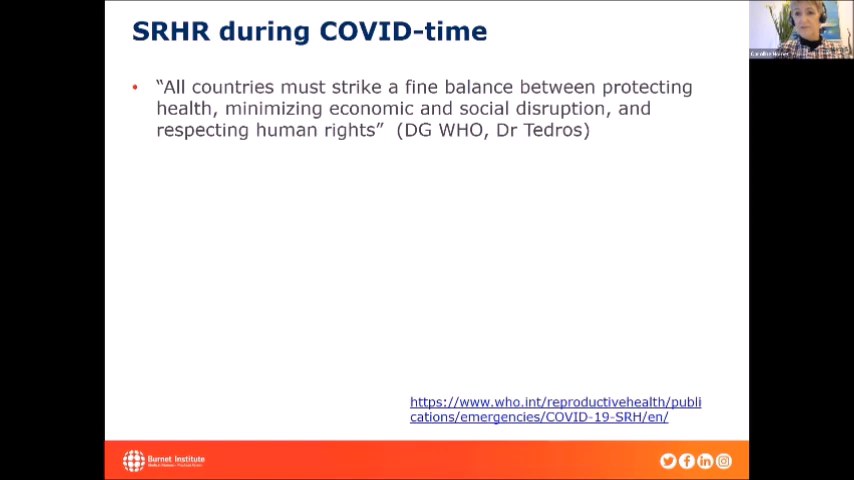 SRHR during COVID-time
• “All countries must strike a fine balance between protecting
health, minimizing economic and social disruption, and
respecting human rights” (DG WHO, Dr Tedros)
https://www.who.int/reproductivehealth/publi
cations/emergencies/COVID-19-SRH/en/
Burnet Institute